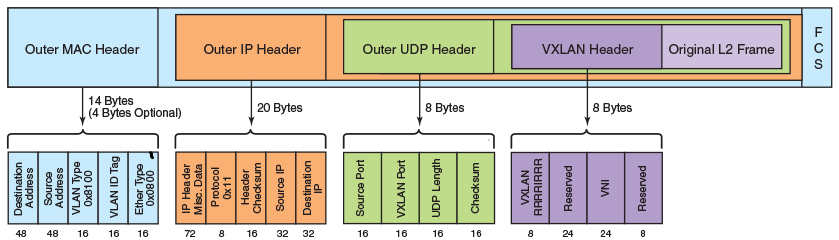 Outer MAC Header
Outer IP Header
Outer UDP Header
VXLAN Header
Original L2 Frame
F
C
S
14 Bytes
(4 Bytes Optional)
20 Bytes
8 Bytes
8 Bytes
Destination
Address
Source
Address
VLAN Type
0x8100
VLAN ID Tag
Ether Type
0x0800
IP Header
Misc. Data
Protocol
0x11
Header
Checksum
Source IP
Destination
IP
Source Port
VXLAN Port
UDP Length
Checksum
VXLAN
RRRRIRRR
Reserved
VNI
Reserved
48
48
16
16
16
72
8
16
32
32
16
16
16
16
8
24
24
8